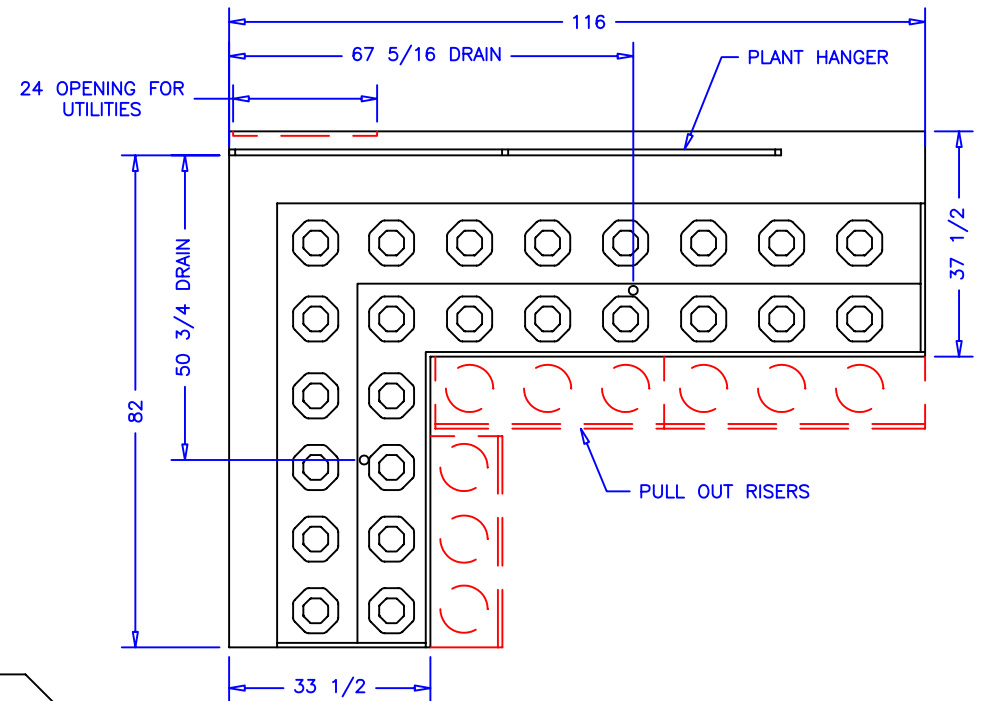 116
67 5/16 DRAIN
PLANT HANGER
24 OPENING FOR
UTILITIES
37 1/2
50 3/4 DRAIN
82
PULL OUT RISERS
33 1/2